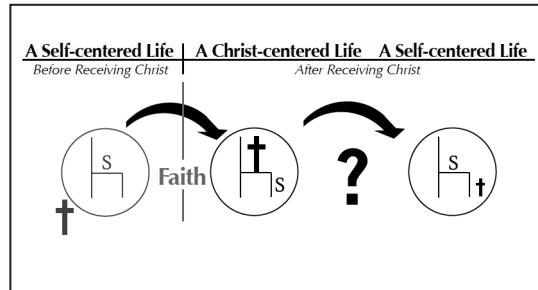 A Self-centered Life A Christ-centered Life A Self-centered Life
Before Receiving Christ After Receiving Christ
S S S
Faith ?